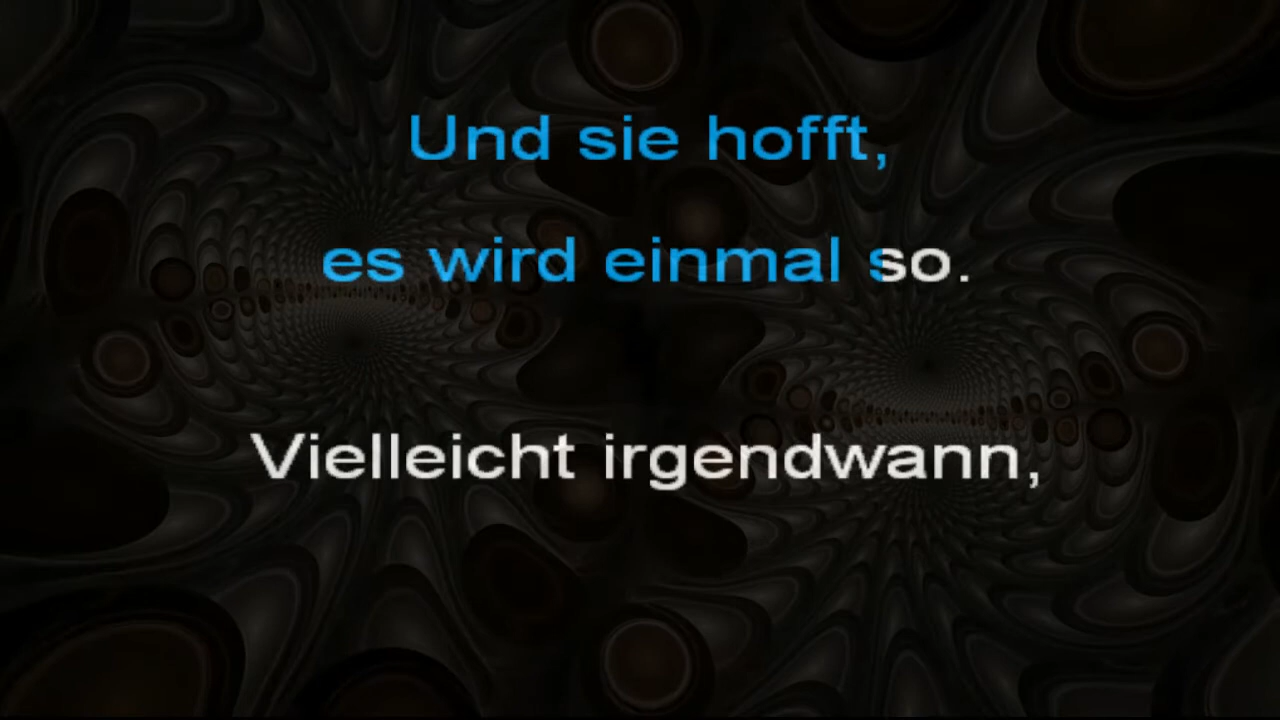 Und sie hofft,
es wird einmal so.
Vielleicht irgendwann,